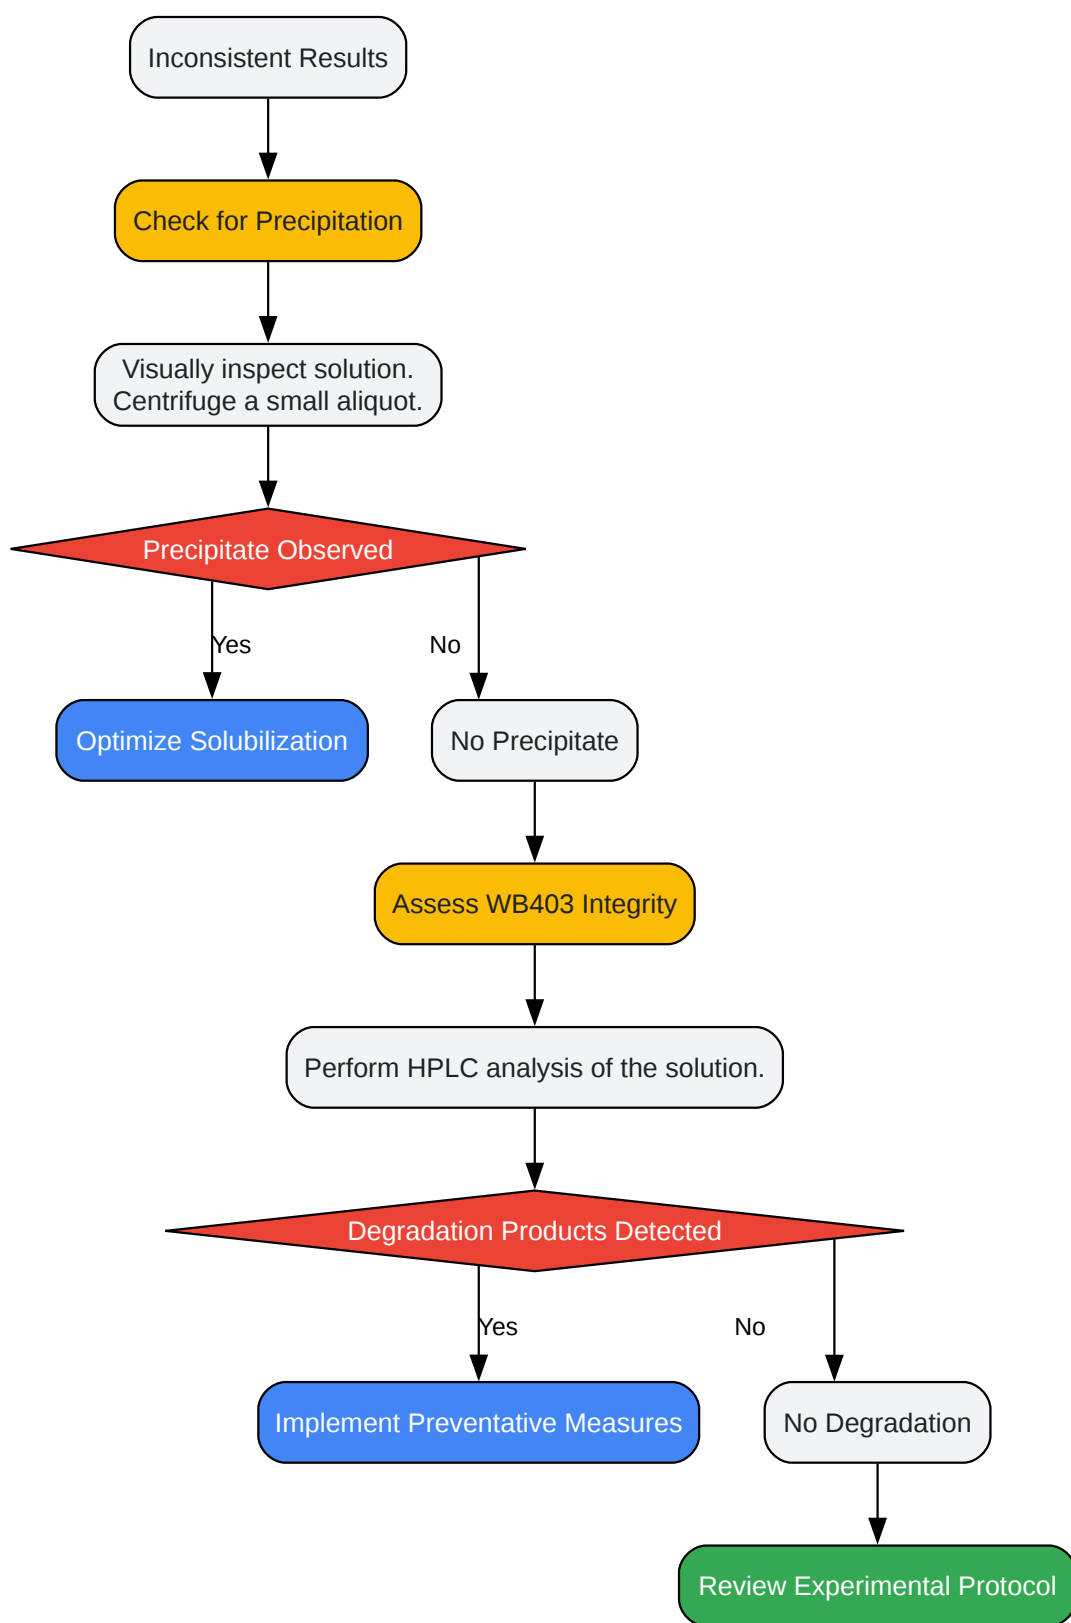 Inconsistent Results
Check for Precipitation
Visually inspect solution.
Centrifuge a small aliquot.
Precipitate Observed
Yes
No
Optimize Solubilization
No Precipitate
Assess WB403 Integrity
Perform HPLC analysis of the solution.
Degradation Products Detected
Yes
No
Implement Preventative Measures
No Degradation
Review Experimental Protocol